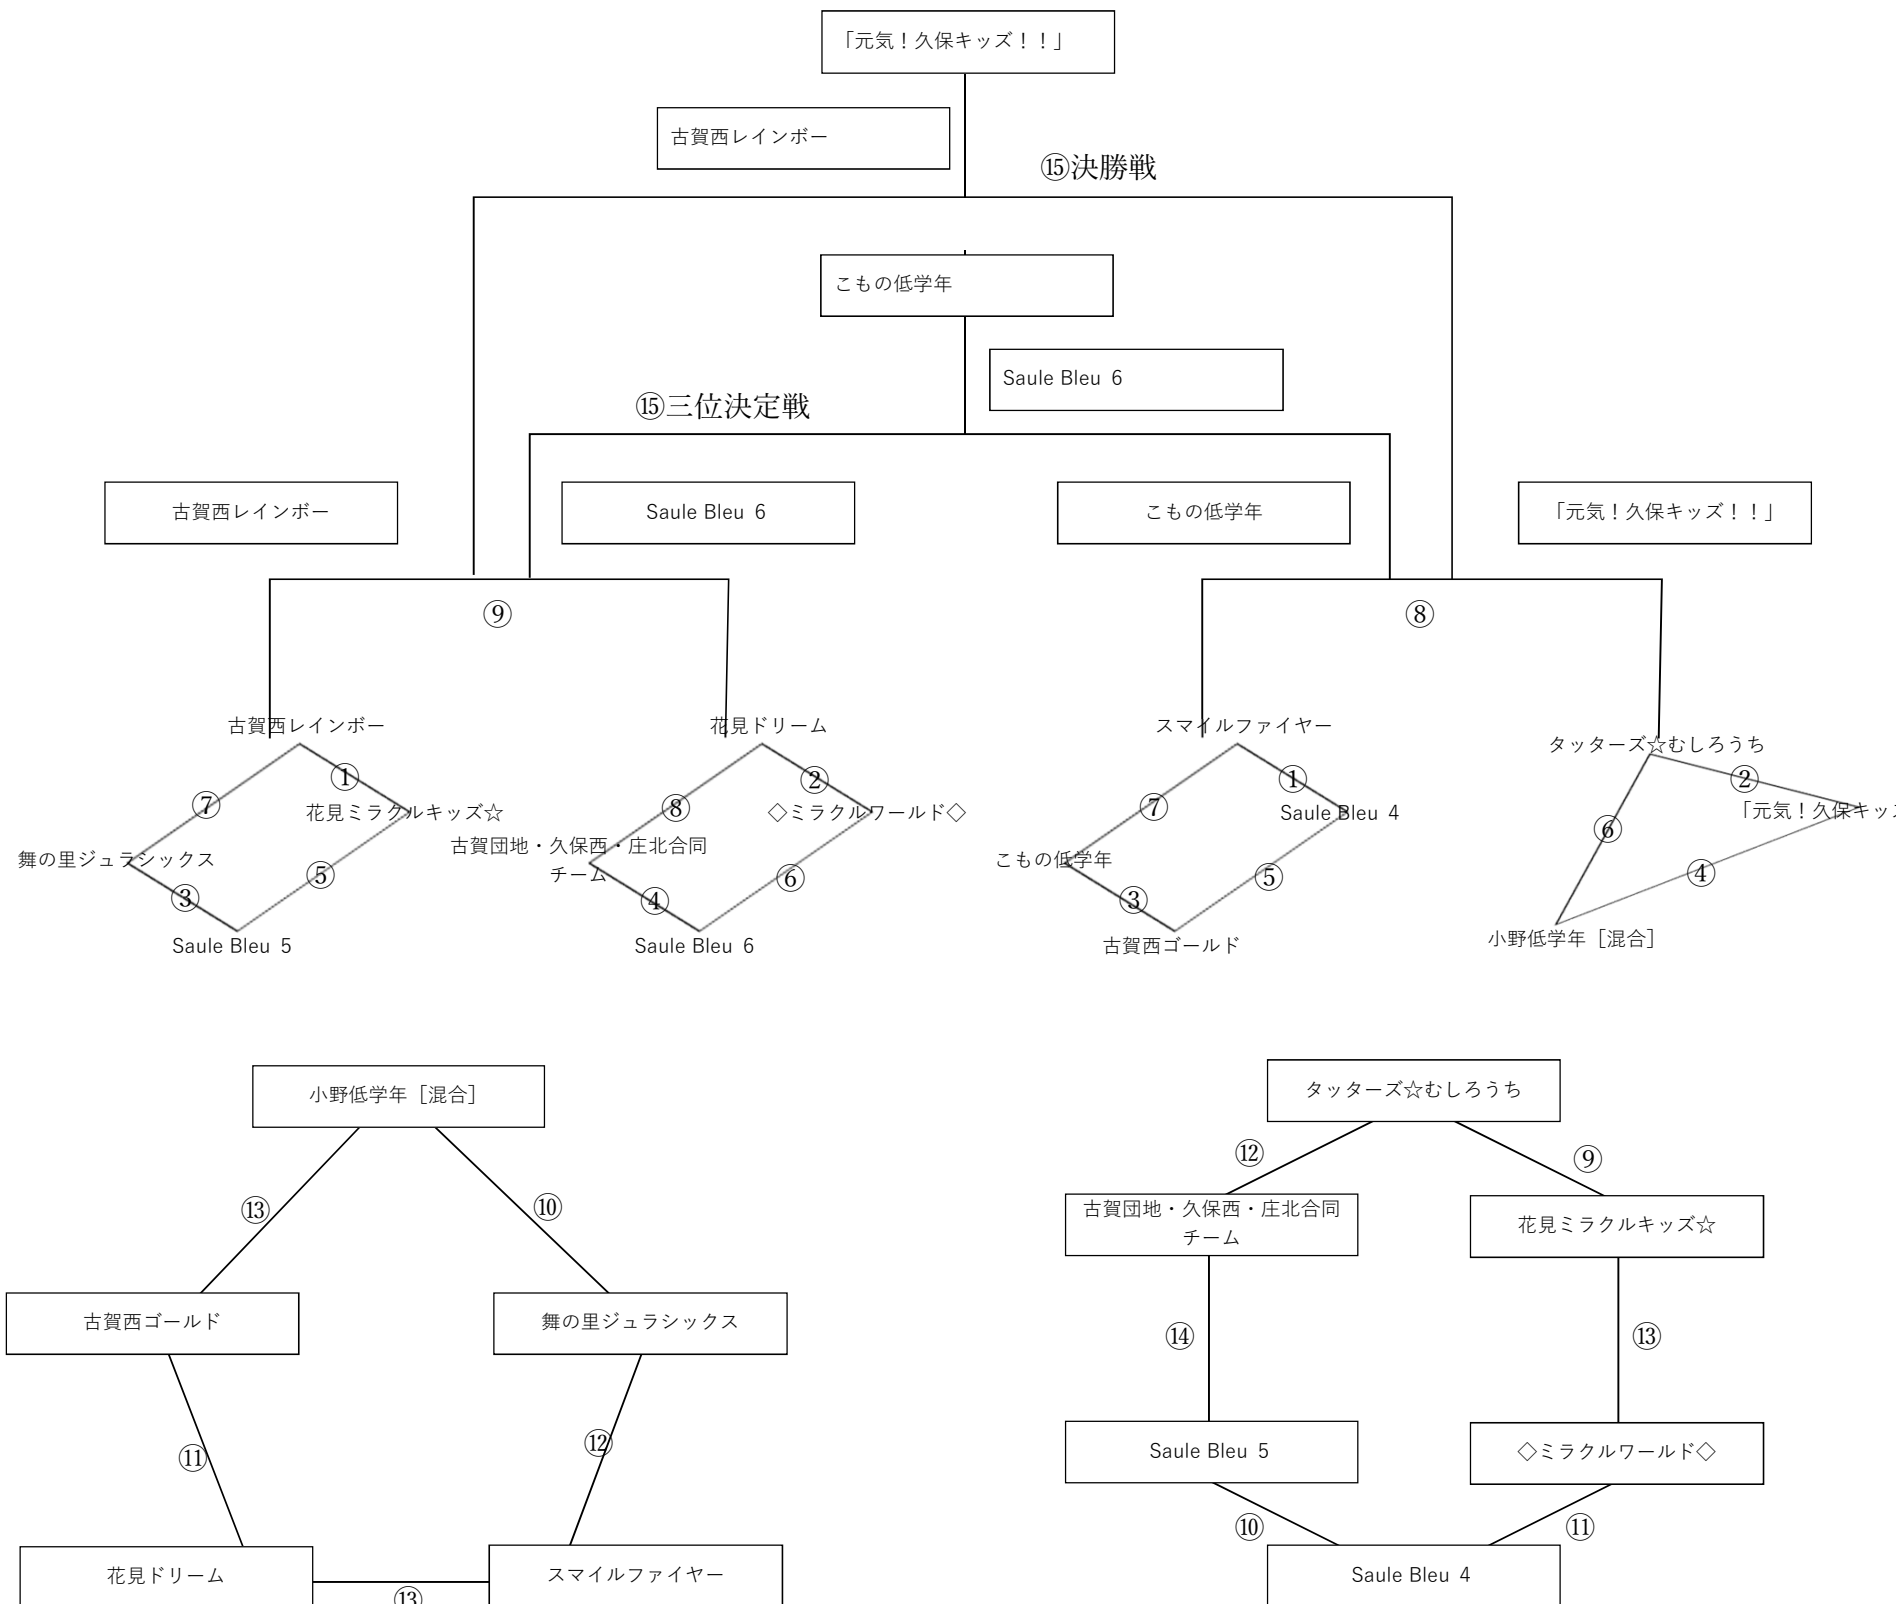 「元気！久保キッズ！！」
古賀西レインボー
⑮決勝戦
こもの低学年
Saule Bleu 6
⑮三位決定戦
古賀西レインボー
Saule Bleu 6
こもの低学年
「元気！久保キッズ！！」
⑨
⑧
古賀西レインボー
花見ドリーム
スマイルファイヤー
タッターズ☆むしろうち
①
②
①
②
⑦
花見ミラクルキッズ☆
⑧
◇ミラクルワールド◇
⑦
Saule Bleu 4
⑥
「元気！久保キッズ
舞の里ジュラシックス
古賀団地・久保西・庄北合同
チーム
こもの低学年
③
⑤
④
⑥
③
⑤
④
Saule Bleu 5
Saule Bleu 6
古賀西ゴールド
小野低学年［混合］
小野低学年［混合］
⑬
⑩
古賀西ゴールド
舞の里ジュラシックス
⑪
⑫
花見ドリーム
スマイルファイヤー
⑬
タッターズ☆むしろうち
⑫
⑨
古賀団地・久保西・庄北合同
チーム
花見ミラクルキッズ☆
⑭
⑬
Saule Bleu 5
◇ミラクルワールド◇
⑩
⑪
Saule Bleu 4